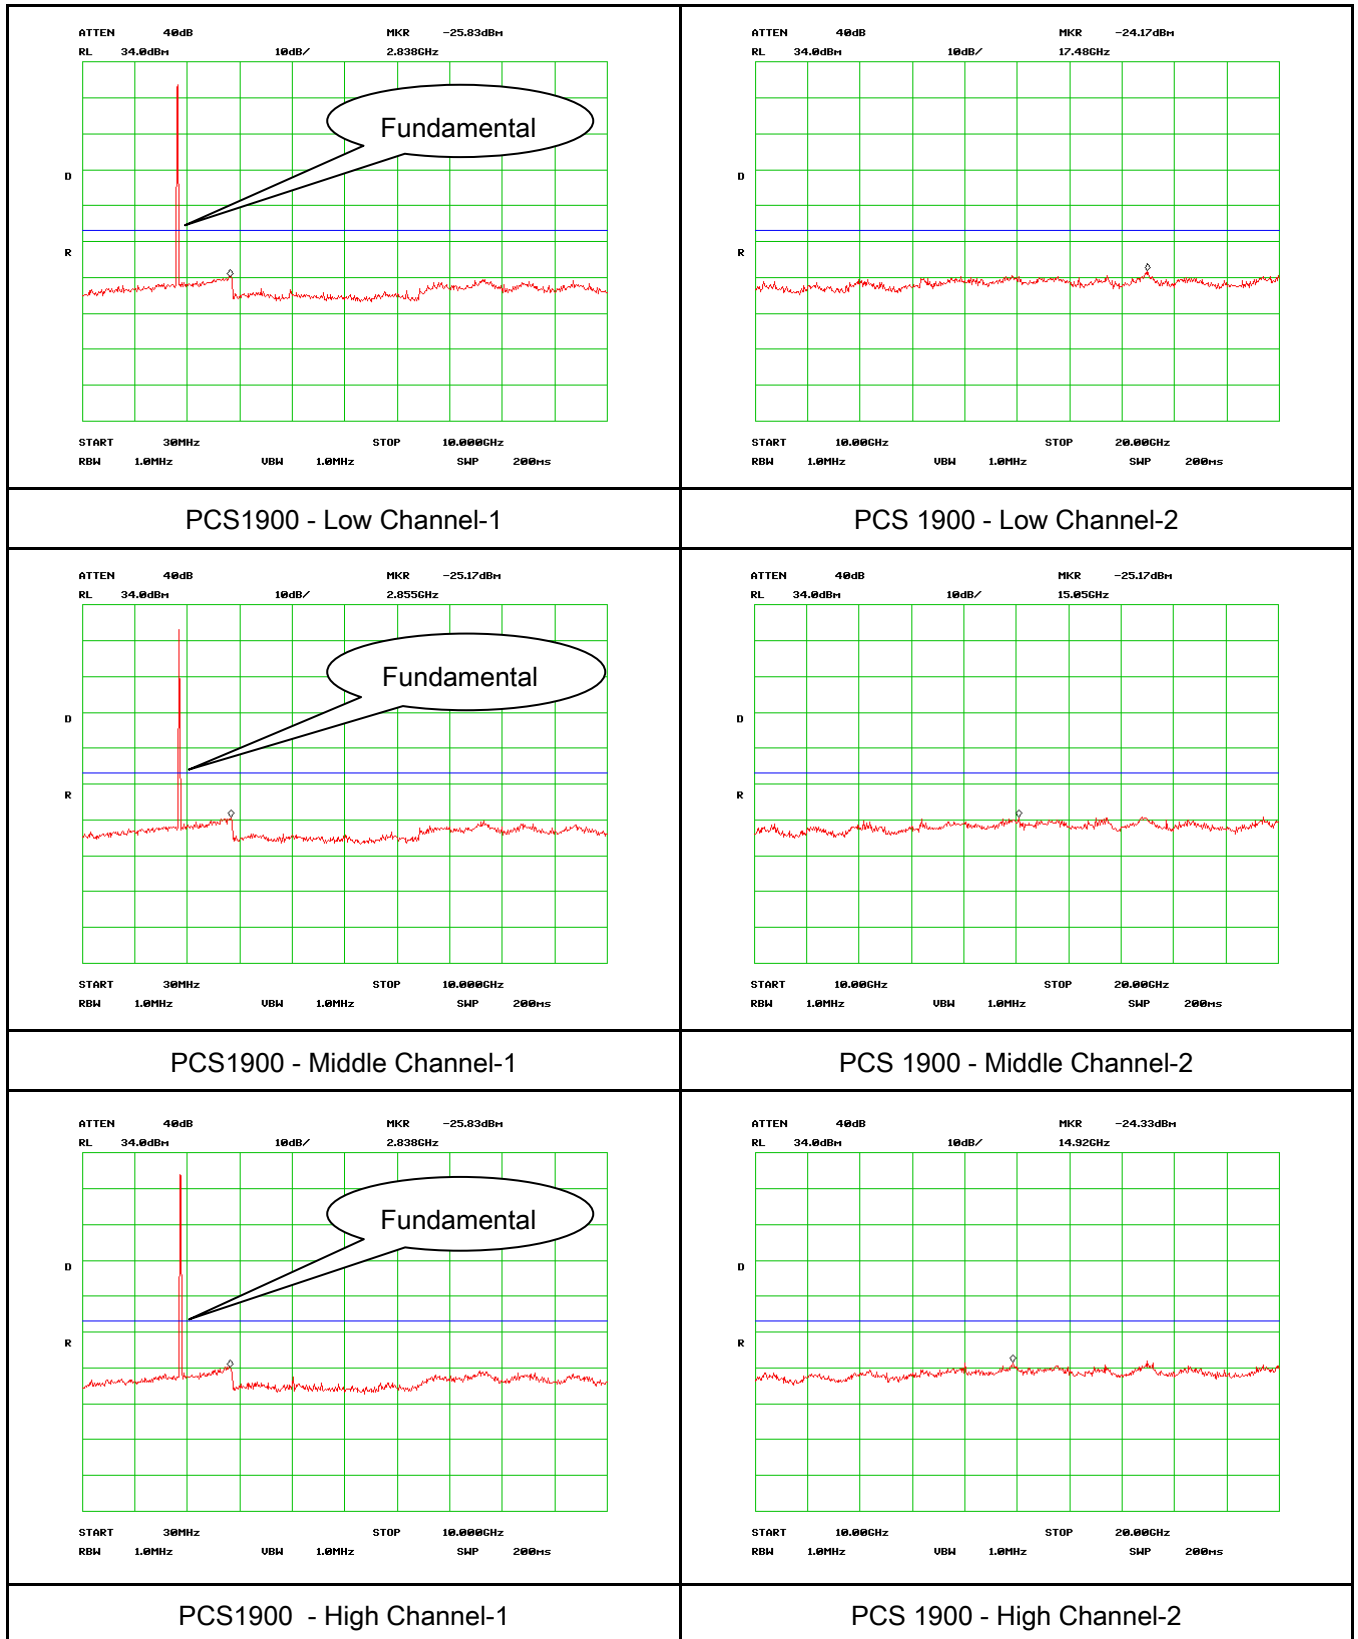 ATTEN 40dB MKR -25.83dBm
RL 34.0dBm 10dB/ 2.838GHz
Fundamental
D
R
START 30MHz STOP 10.000GHz
RBW 1.0MHz VBW 1.0MHz SWP 200ms
PCS1900 - Low Channel-1
ATTEN 40dB MKR -24.17dBm
RL 34.0dBm 10dB/ 17.48GHz
D
R
START 10.00GHz STOP 20.00GHz
RBW 1.0MHz VBW 1.0MHz SWP 200ms
PCS 1900 - Low Channel-2
ATTEN 40dB MKR -25.17dBm
RL 34.0dBm 10dB/ 2.855GHz
Fundamental
D
R
START 30MHz STOP 10.000GHz
RBW 1.0MHz VBW 1.0MHz SWP 200ms
PCS1900 - Middle Channel-1
ATTEN 40dB MKR -25.17dBm
RL 34.0dBm 10dB/ 15.05GHz
D
R
START 10.00GHz STOP 20.00GHz
RBW 1.0MHz VBW 1.0MHz SWP 200ms
PCS 1900 - Middle Channel-2
ATTEN 40dB MKR -25.83dBm
RL 34.0dBm 10dB/ 2.838GHz
Fundamental
D
R
START 30MHz STOP 10.000GHz
RBW 1.0MHz VBW 1.0MHz SWP 200ms
PCS1900 - High Channel-1
ATTEN 40dB MKR -24.33dBm
RL 34.0dBm 10dB/ 14.92GHz
D
R
START 10.00GHz STOP 20.00GHz
RBW 1.0MHz VBW 1.0MHz SWP 200ms
PCS 1900 - High Channel-2